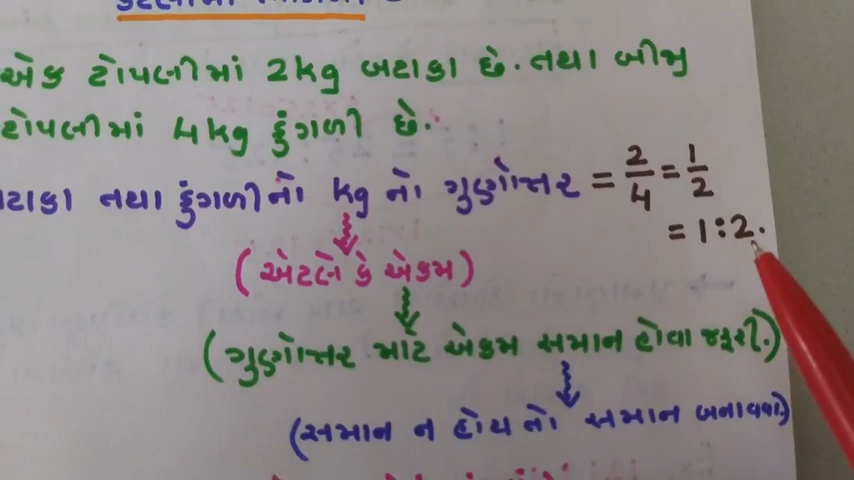 એક ટોપલીમાં 2kg બટાકા છે. તથા બીજી
ટોપલીમાં 4kg ડુંગળી છે.
તથા ડુંગળીનો kg નો ગુણોત્તર = 2/4 = 1/2
= 1:2.
(એટલે કે એકમ)
(ગુણોત્તર માટે એકમ સમાન હોવા જરૂરી.)
(સમાન ન હોય તો સમાન બનાવવા)